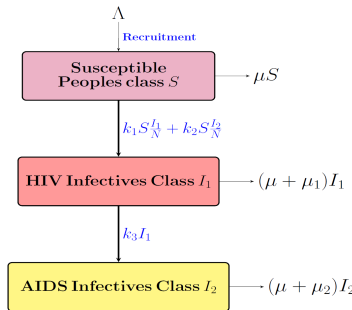 Λ
Recruitment
Susceptible
Peoples class S
μS
k₁S I₁/N + k₂S I₂/N
HIV Infectives Class I₁
(μ + μ₁)I₁
k₃I₁
AIDS Infectives Class I₂
(μ + μ₂)I₂